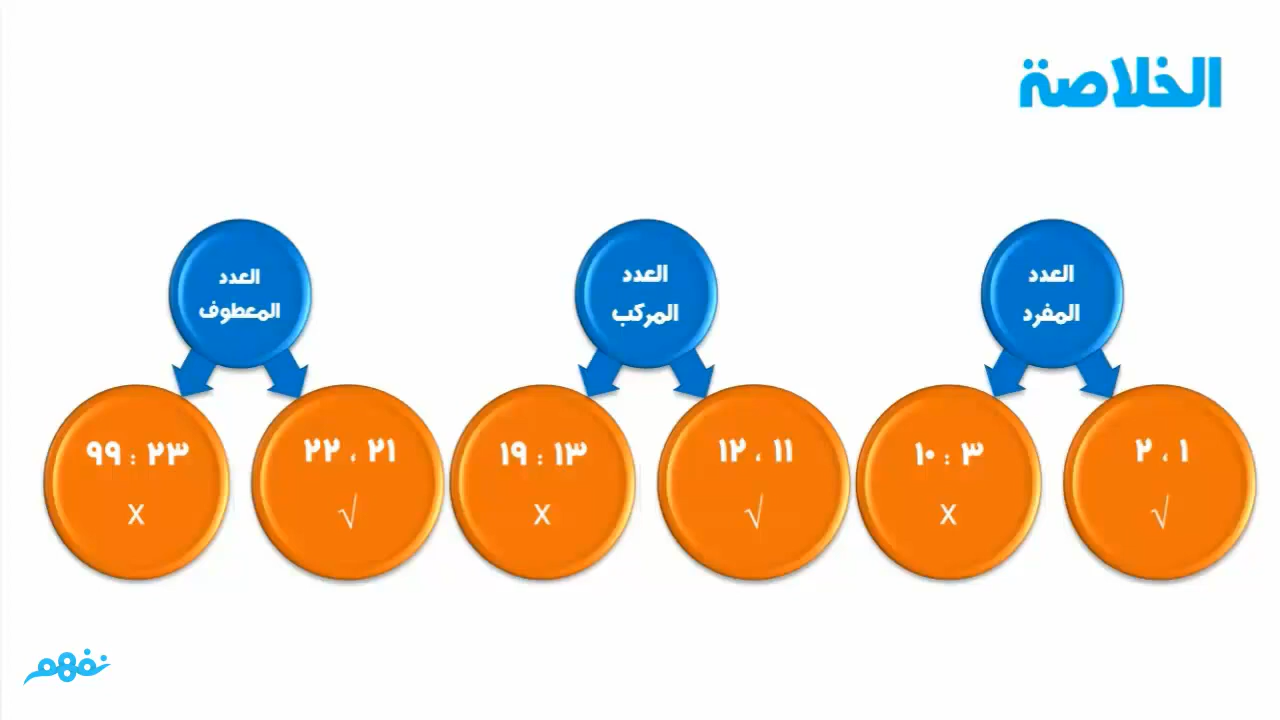 الخلاصة
العدد
المفرد
١ ، ٢
√
٣ : ١٠
X
العدد
المركب
١١ ، ١٢
√
١٣ : ١٩
X
العدد
المعطوف
٢١ ، ٢٢
√
٢٣ : ٩٩
X
نفهم